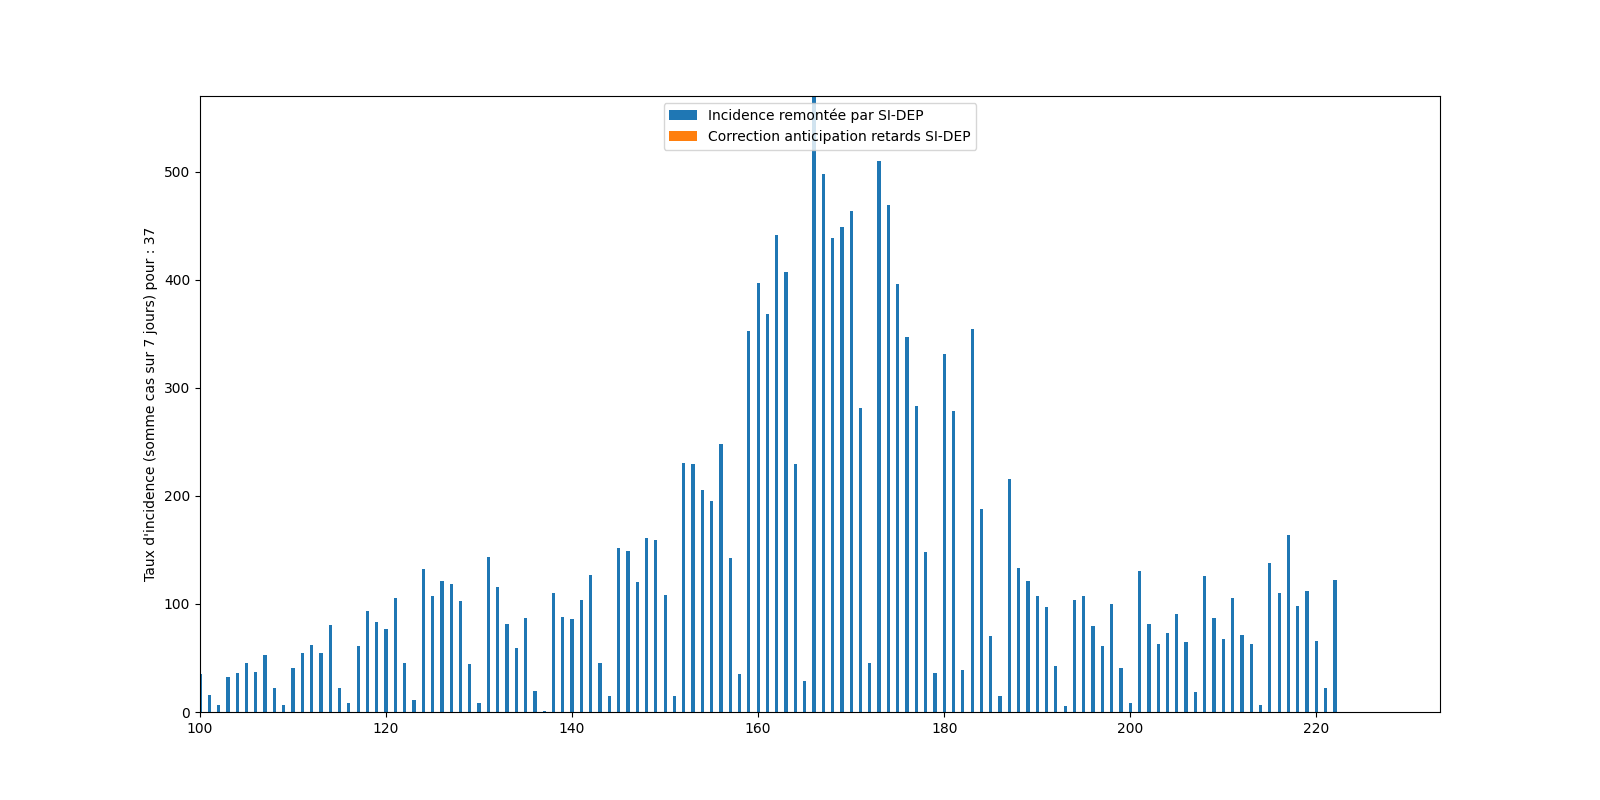 Incidence remontée par SI-DEP
Correction anticipation retards SI-DEP
Taux d'incidence (somme cas sur 7 jours) pour : 37
500
400
300
200
100
0
100 120 140 160 180 200 220